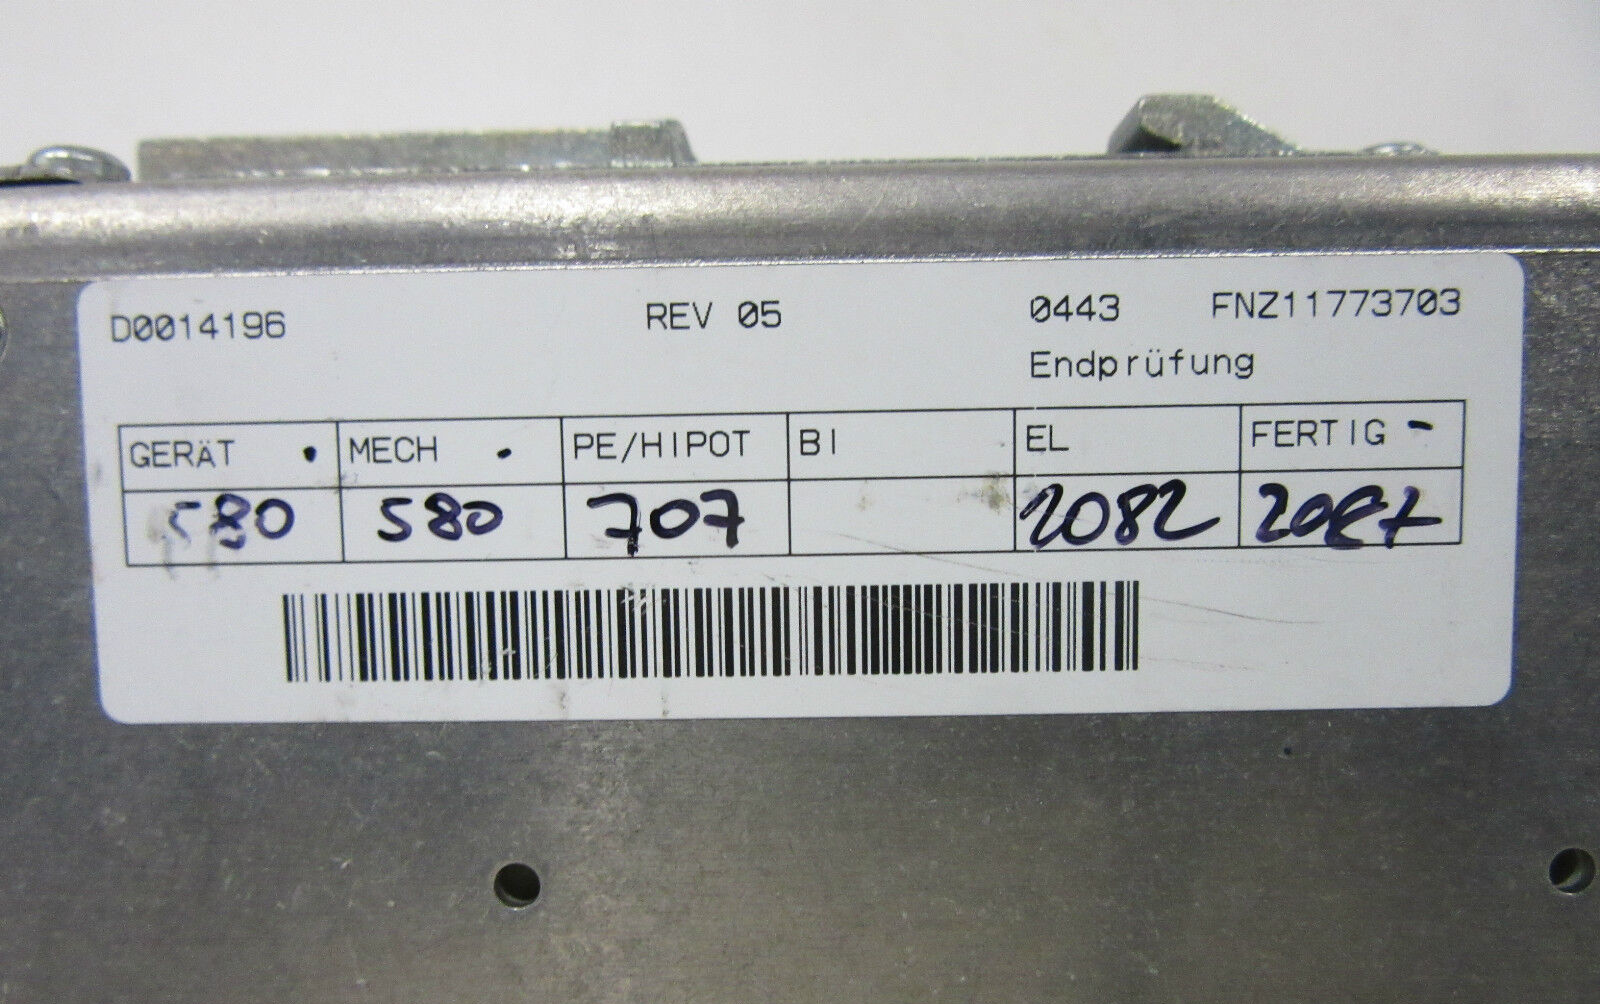 D0014196 REV 05 0443 FNZ11773703
Endprüfung
GERÄT MECH PE/HIPOT BI EL FERTIG
580 580 707 2082